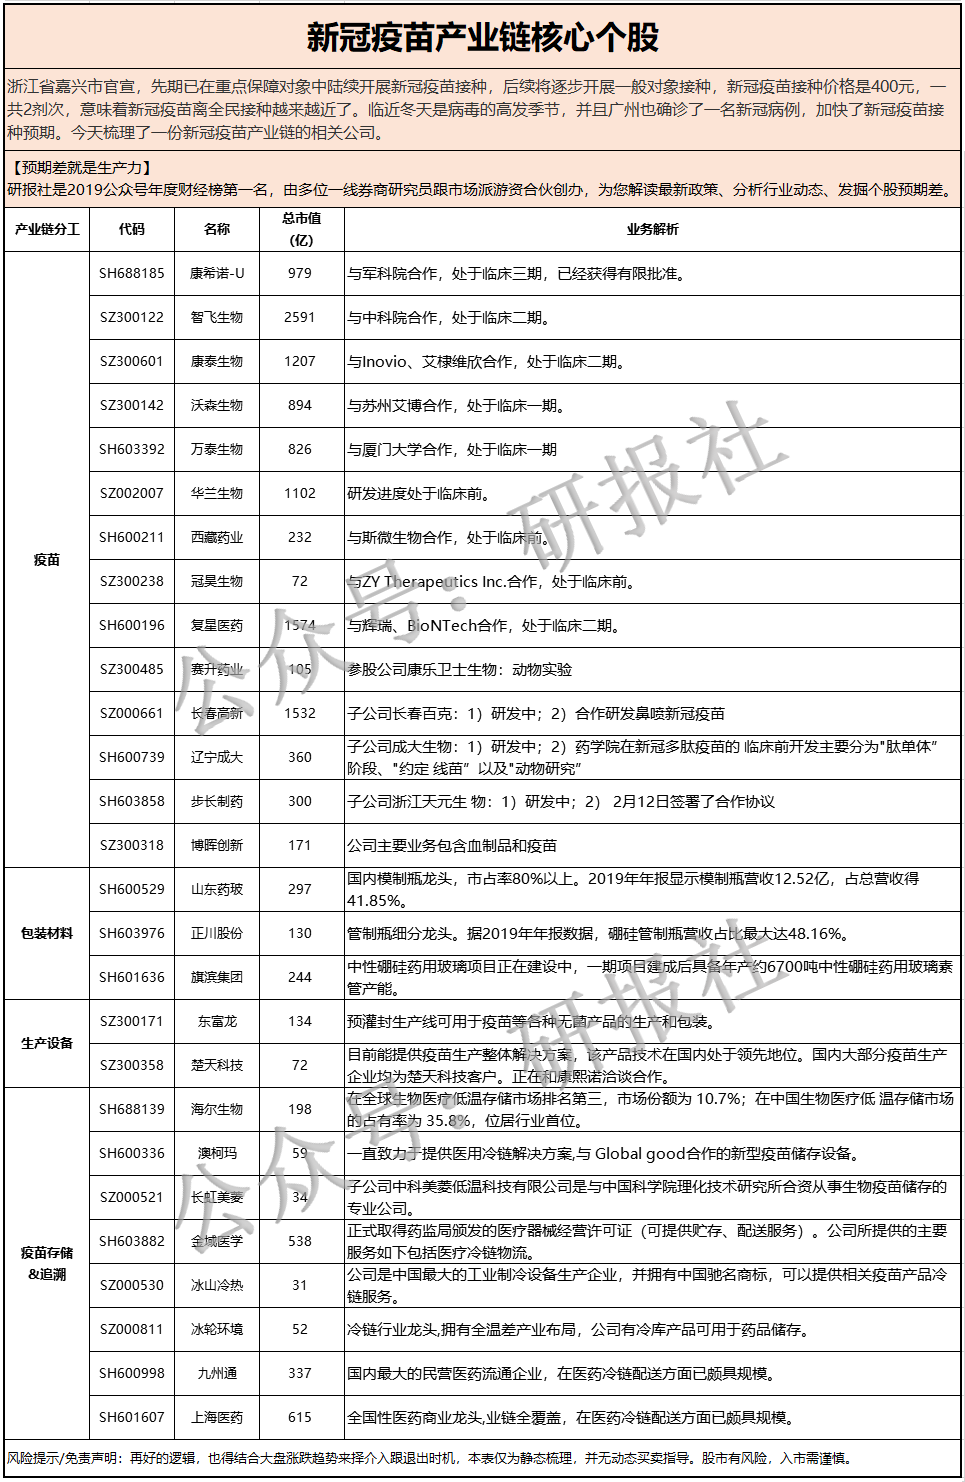 新冠疫苗产业链核心个股
浙江省嘉兴市官宣，先期已在重点保障对象中陆续开展新冠疫苗接种，后续将逐步开展一般对象接种，新冠疫苗接种价格是400元，一
共2剂次，意味着新冠疫苗离全民接种越来越近了。临近冬天是病毒的高发季节，并且广州也确诊了一名新冠病例，加快了新冠疫苗接
种预期。今天梳理了一份新冠疫苗产业链的相关公司。
【预期差就是生产力】
研报社是2019公众号年度财经榜第一名，由多位一线券商研究员跟市场派游资合伙创办，为您解读最新政策、分析行业动态、发掘个股预期差。
产业链分工 代码 名称 总市值（亿） 业务解析
疫苗
SH688185 康希诺-U 979 与军科院合作，处于临床三期，已经获得有限批准。
SZ300122 智飞生物 2591 与中科院合作，处于临床二期。
SZ300601 康泰生物 1207 与Inovio、艾棣维欣合作，处于临床二期。
SZ300142 沃森生物 894 与苏州艾博合作，处于临床一期。
SH603392 万泰生物 826 与厦门大学合作，处于临床一期
SZ002007 华兰生物 1102 研发进度处于临床前。
SH600211 西藏药业 232 与斯微生物合作，处于临床前。
SZ300238 冠昊生物 72 与ZY Therapeutics Inc.合作，处于临床前。
SH600196 复星医药 1574 与辉瑞、BioNTech合作，处于临床二期。
SZ300485 赛升药业 105 参股公司康乐卫士生物：动物实验
SZ000661 长春高新 1532 子公司长春百克：1）研发中；2）合作研发鼻喷新冠疫苗
SH600739 辽宁成大 360 子公司成大生物：1）研发中；2）药学院在新冠多肽疫苗的 临床前开发主要分为"肽单体”
阶段、"约定 线苗”以及"动物研究”
SH603858 步长制药 300 子公司浙江天元生 物：1）研发中；2） 2月12日签署了合作协议
SZ300318 博晖创新 171 公司主要业务包含血制品和疫苗
包装材料
SH600529 山东药玻 297 国内模制瓶龙头，市占率80%以上。2019年年报显示模制瓶营收12.52亿，占总营收得
41.85%。
SH603976 正川股份 130 管制瓶细分龙头。据2019年年报数据，硼硅管制瓶营收占比最大达48.16%。
SH601636 旗滨集团 244 中性硼硅药用玻璃项目正在建设中，一期项目建成后具备年产约6700吨中性硼硅药用玻璃素
管产能。
生产设备
SZ300171 东富龙 134 预灌封生产线可用于疫苗等各种无菌产品的生产和包装。
SZ300358 楚天科技 72 目前能提供疫苗生产整体解决方案，该产品技术在国内处于领先地位。国内大部分疫苗生产
企业均为楚天科技客户。正在和康熙诺洽谈合作。
疫苗存储
&追溯
SH688139 海尔生物 198 在全球生物医疗低温存储市场排名第三，市场份额为 10.7%；在中国生物医疗低 温存储市场
的占有率为 35.8%，位居行业首位。
SH600336 澳柯玛 59 一直致力于提供医用冷链解决方案,与 Global good合作的新型疫苗储存设备。
SZ000521 长虹美菱 34 子公司中科美菱低温科技有限公司是与中国科学院理化技术研究所合资从事生物疫苗储存的
专业公司。
SH603882 金域医学 538 正式取得药监局颁发的医疗器械经营许可证（可提供贮存、配送服务）。公司所提供的主要
服务如下包括医疗冷链物流。
SZ000530 冰山冷热 31 公司是中国最大的工业制冷设备生产企业，并拥有中国驰名商标，可以提供相关疫苗产品冷
链服务。
SZ000811 冰轮环境 52 冷链行业龙头,拥有全温差产业布局，公司有冷库产品可用于药品储存。
SH600998 九州通 337 国内最大的民营医药流通企业，在医药冷链配送方面已颇具规模。
SH601607 上海医药 615 全国性医药商业龙头,业链全覆盖，在医药冷链配送方面已颇具规模。
风险提示/免责声明：再好的逻辑，也得结合大盘涨跌趋势来择介入跟退出时机，本表仅为静态梳理，并无动态买卖指导。股市有风险，入市需谨慎。
公众号：研报社
公众号：研报社